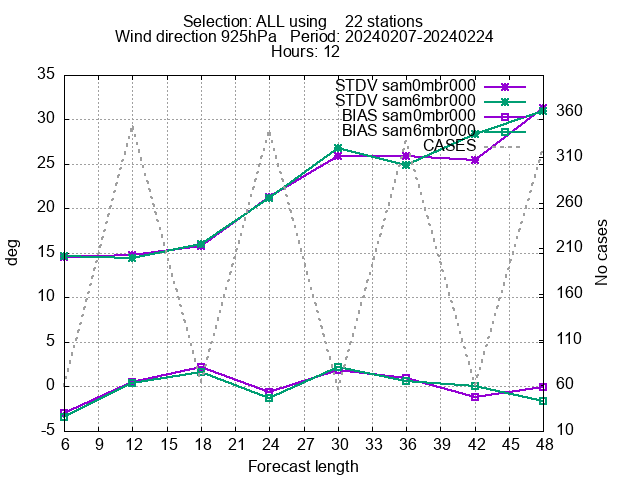 Selection: ALL using 22 stations
Wind direction 925hPa Period: 20240207-20240224
Hours: 12
STDV sam0mbr000
STDV sam6mbr000
BIAS sam0mbr000
BIAS sam6mbr000
CASES
35
30
25
20
15
10
5
0
-5
deg
360
310
260
210
160
110
60
10
No cases
6 9 12 15 18 21 24 27 30 33 36 39 42 45 48
Forecast length